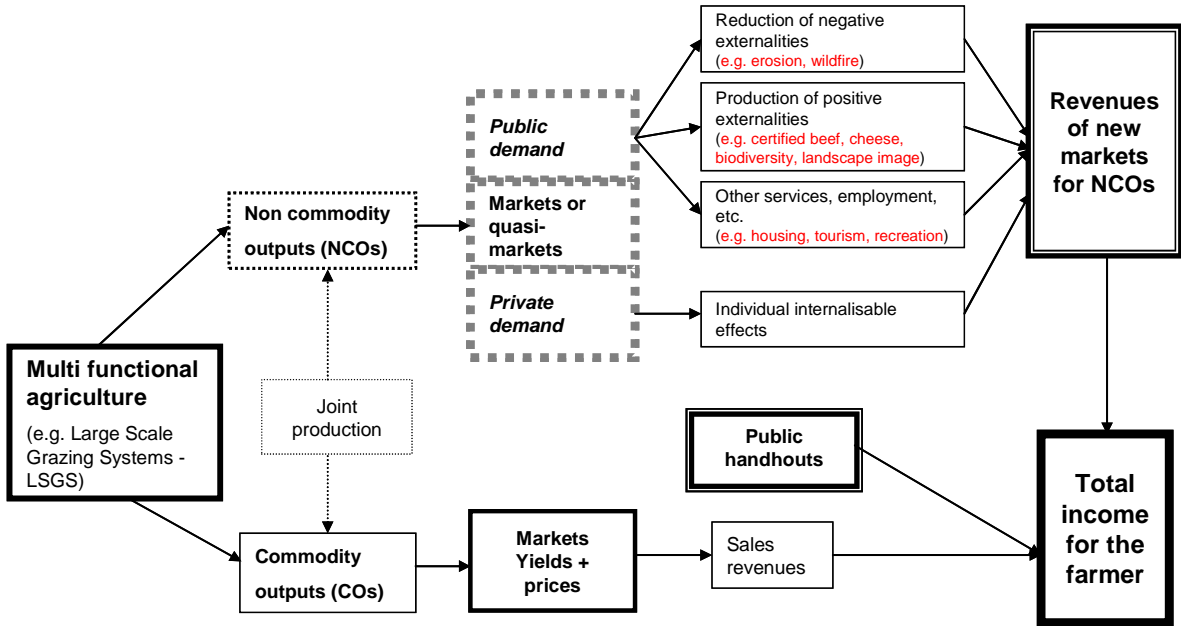 Reduction of negative
externalities
(e.g. erosion, wildfire)
Production of positive
externalities
(e.g. certified beef, cheese,
biodiversity, landscape image)
Other services, employment,
etc.
(e.g. housing, tourism, recreation)
Individual internalisable
effects
Revenues
of new
markets
for NCOs
Public
demand
Markets or
quasi-
markets
Private
demand
Non commodity
outputs (NCOs)
Multi functional
agriculture
(e.g. Large Scale
Grazing Systems -
LSGS)
Joint
production
Public
handhouts
Commodity
outputs (COs)
Markets
Yields +
prices
Sales
revenues
Total
income
for the
farmer